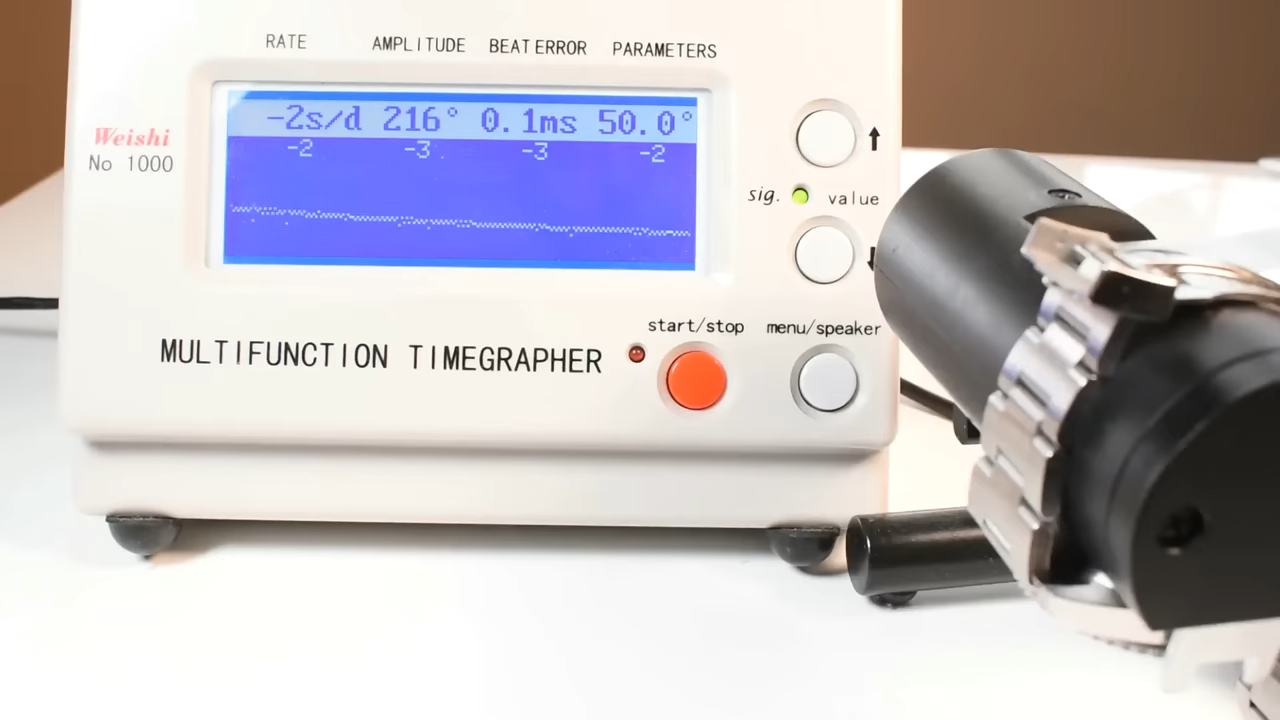 RATE AMPLITUDE BEAT ERROR PARAMETERS
-2s/d 216° 0.1ms 50.0°
-2 -3 -3 -2
Weishi
No 1000
sig. value
start/stop menu/speaker
MULTIFUNCTION TIMEGRAPHER